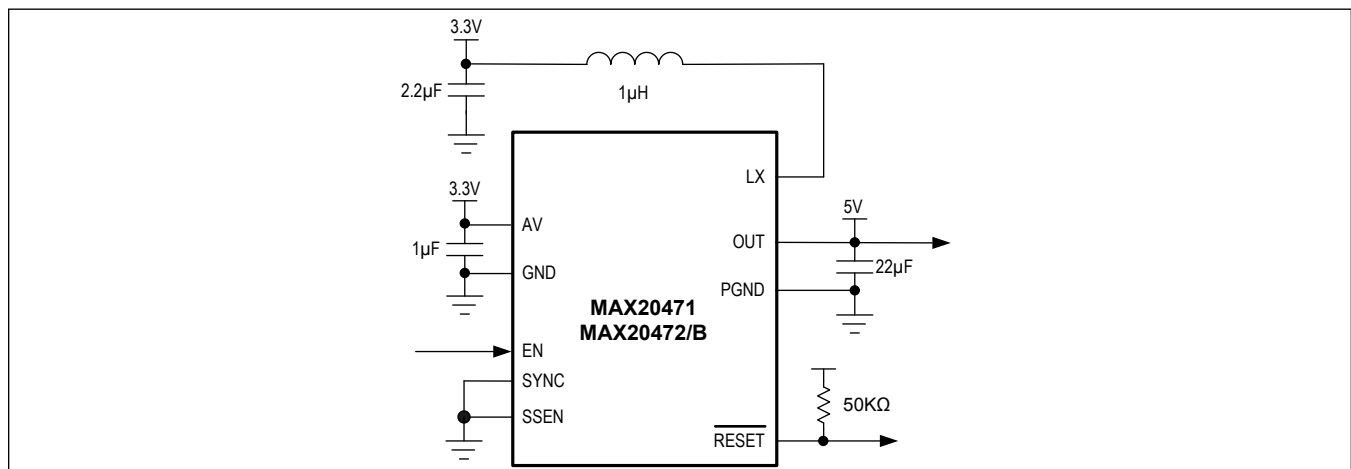 3.3V
2.2µF
1µH
LX
3.3V
AV
5V
OUT
1µF
22µF
GND
PGND
MAX20471
MAX20472/B
EN
SYNC
50KΩ
SSEN
RESET